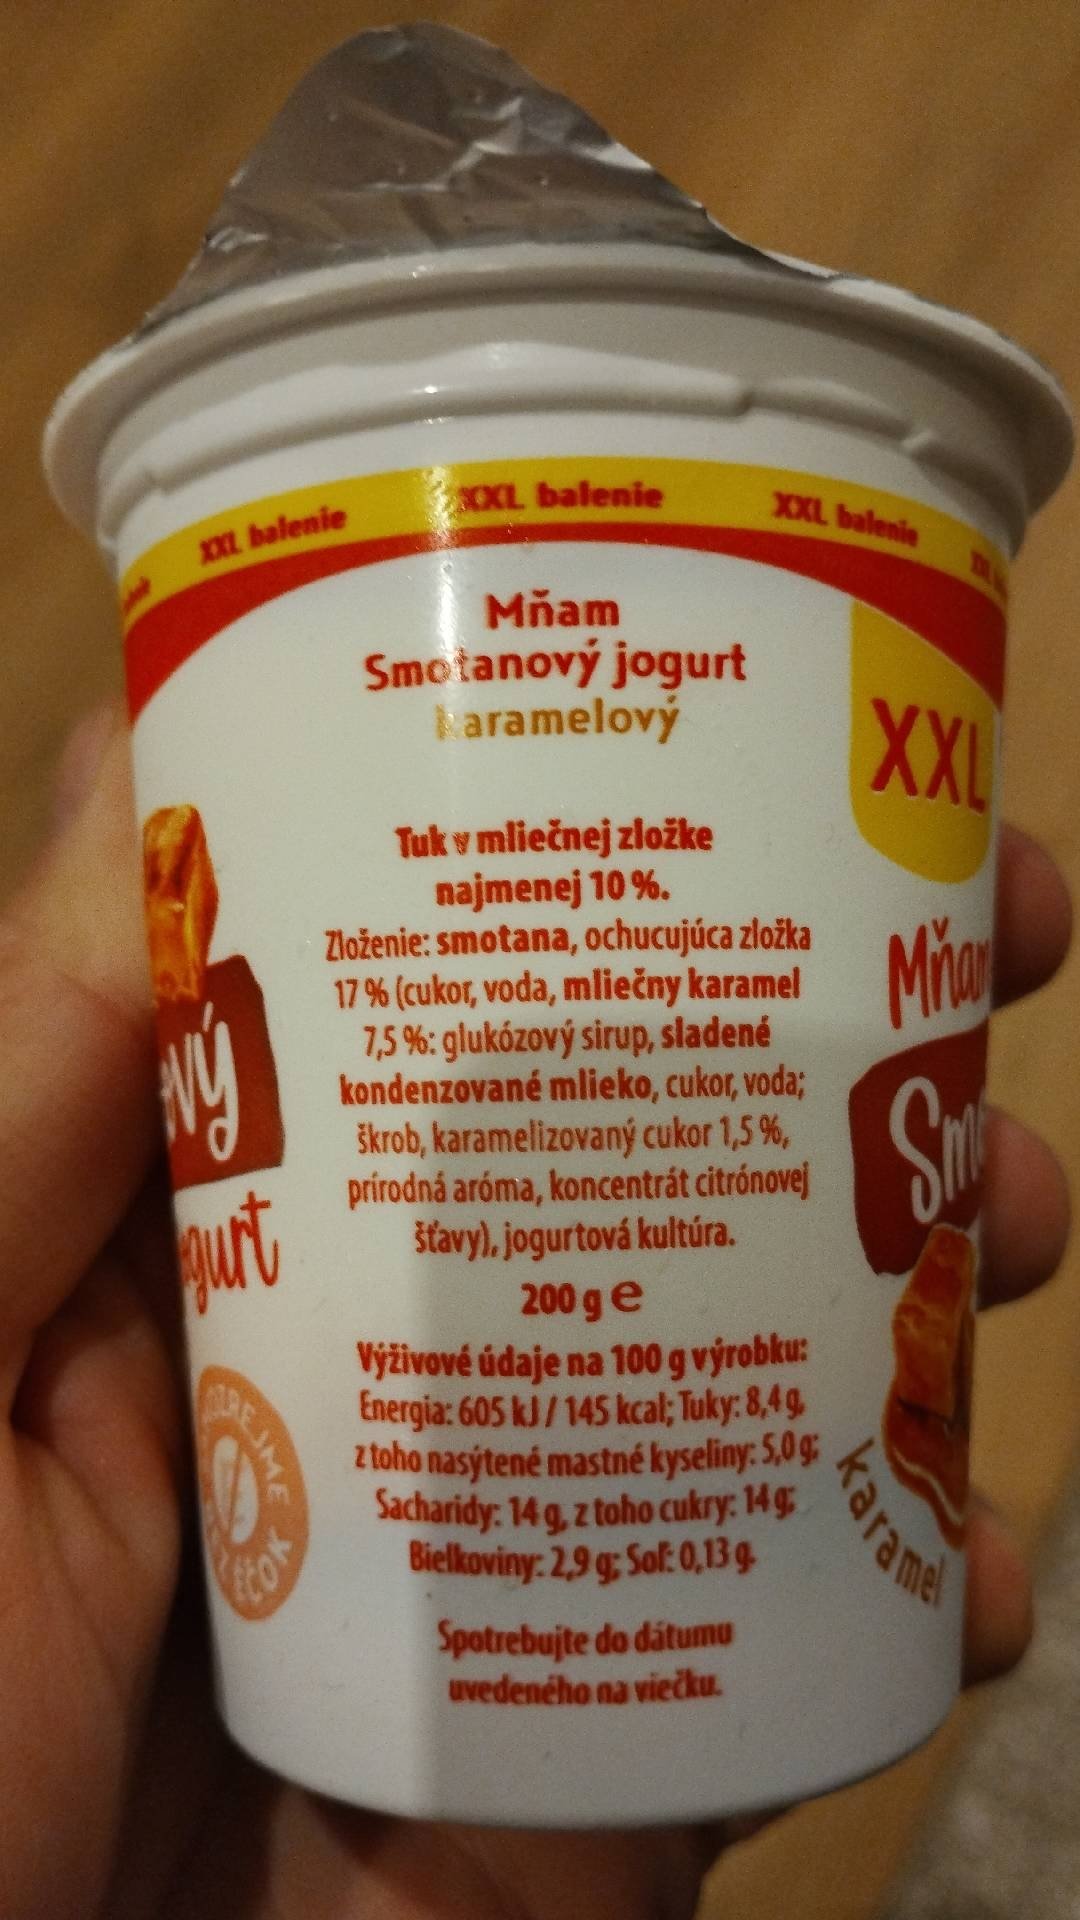 XXL balenie
XXL balenie
XXL balenie
Mňam
Smotanový jogurt
karamelový
XXL
Tuk v mliečnej zložke
najmenej 10 %.
Zloženie: smotana, ochucujúca zložka
17 % (cukor, voda, mliečny karamel
7,5 %: glukózový sirup, sladené
kondenzované mlieko, cukor, voda;
škrob, karamelizovaný cukor 1,5 %,
prírodná aróma, koncentrát citrónovej
šťavy), jogurtová kultúra.
200 g e
Výživové údaje na 100 g výrobku:
Energia: 605 kJ / 145 kcal; Tuky: 8,4 g,
z toho nasýtené mastné kyseliny: 5,0 g;
Sacharidy: 14 g, z toho cukry: 14 g;
Bielkoviny: 2,9 g; Soľ: 0,13 g.
Spotrebujte do dátumu
uvedeného na viečku.
Mňam
karamel